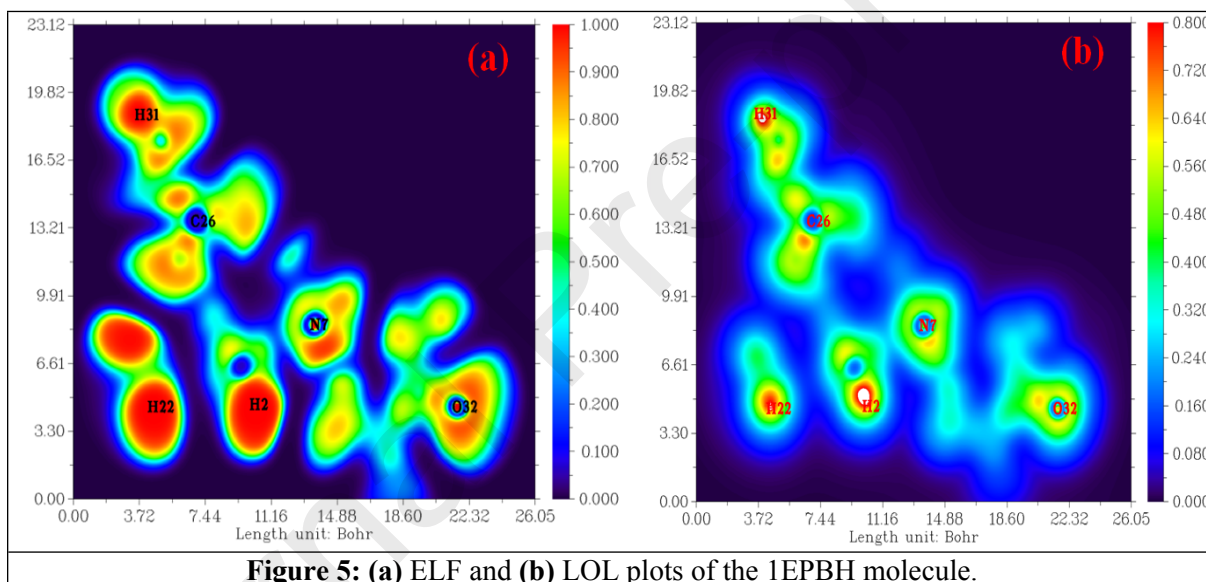 (a)
(b)
23.12
19.82
16.52
13.21
9.91
6.61
3.30
0.00
0.00 3.72 7.44 11.16 14.88 18.60 22.32 26.05
Length unit: Bohr
H31
C26
N7
H22
H2
O32
1.000
0.900
0.800
0.700
0.600
0.500
0.400
0.300
0.200
0.100
0.000
23.12
19.82
16.52
13.21
9.91
6.61
3.30
0.00
0.00 3.72 7.44 11.16 14.88 18.60 22.32 26.05
Length unit: Bohr
H31
C26
N7
H22
H2
O32
0.800
0.720
0.640
0.560
0.480
0.400
0.320
0.240
0.160
0.080
0.000
Figure 5: (a) ELF and (b) LOL plots of the 1EPBH molecule.